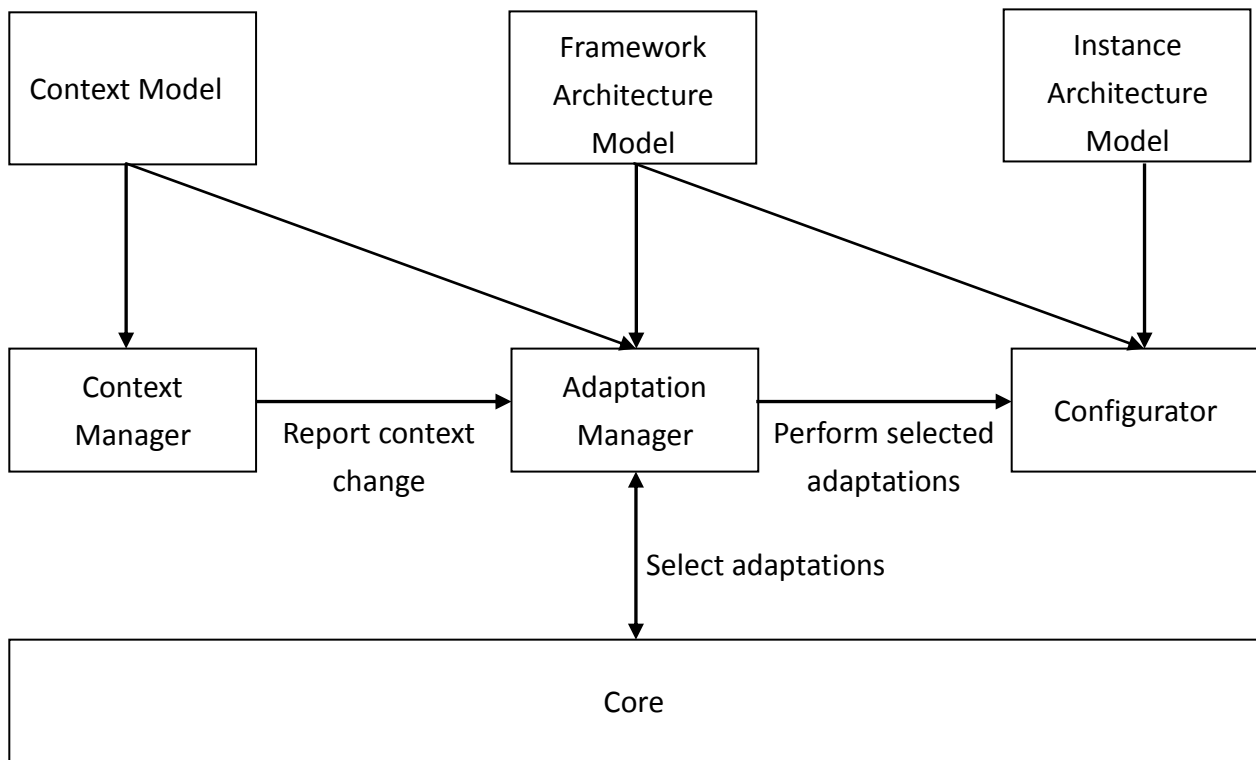 Context Model
Framework
Architecture
Model
Instance
Architecture
Model
Context
Manager
Report context
change
Adaptation
Manager
Perform selected
adaptations
Configurator
Select adaptations
Core